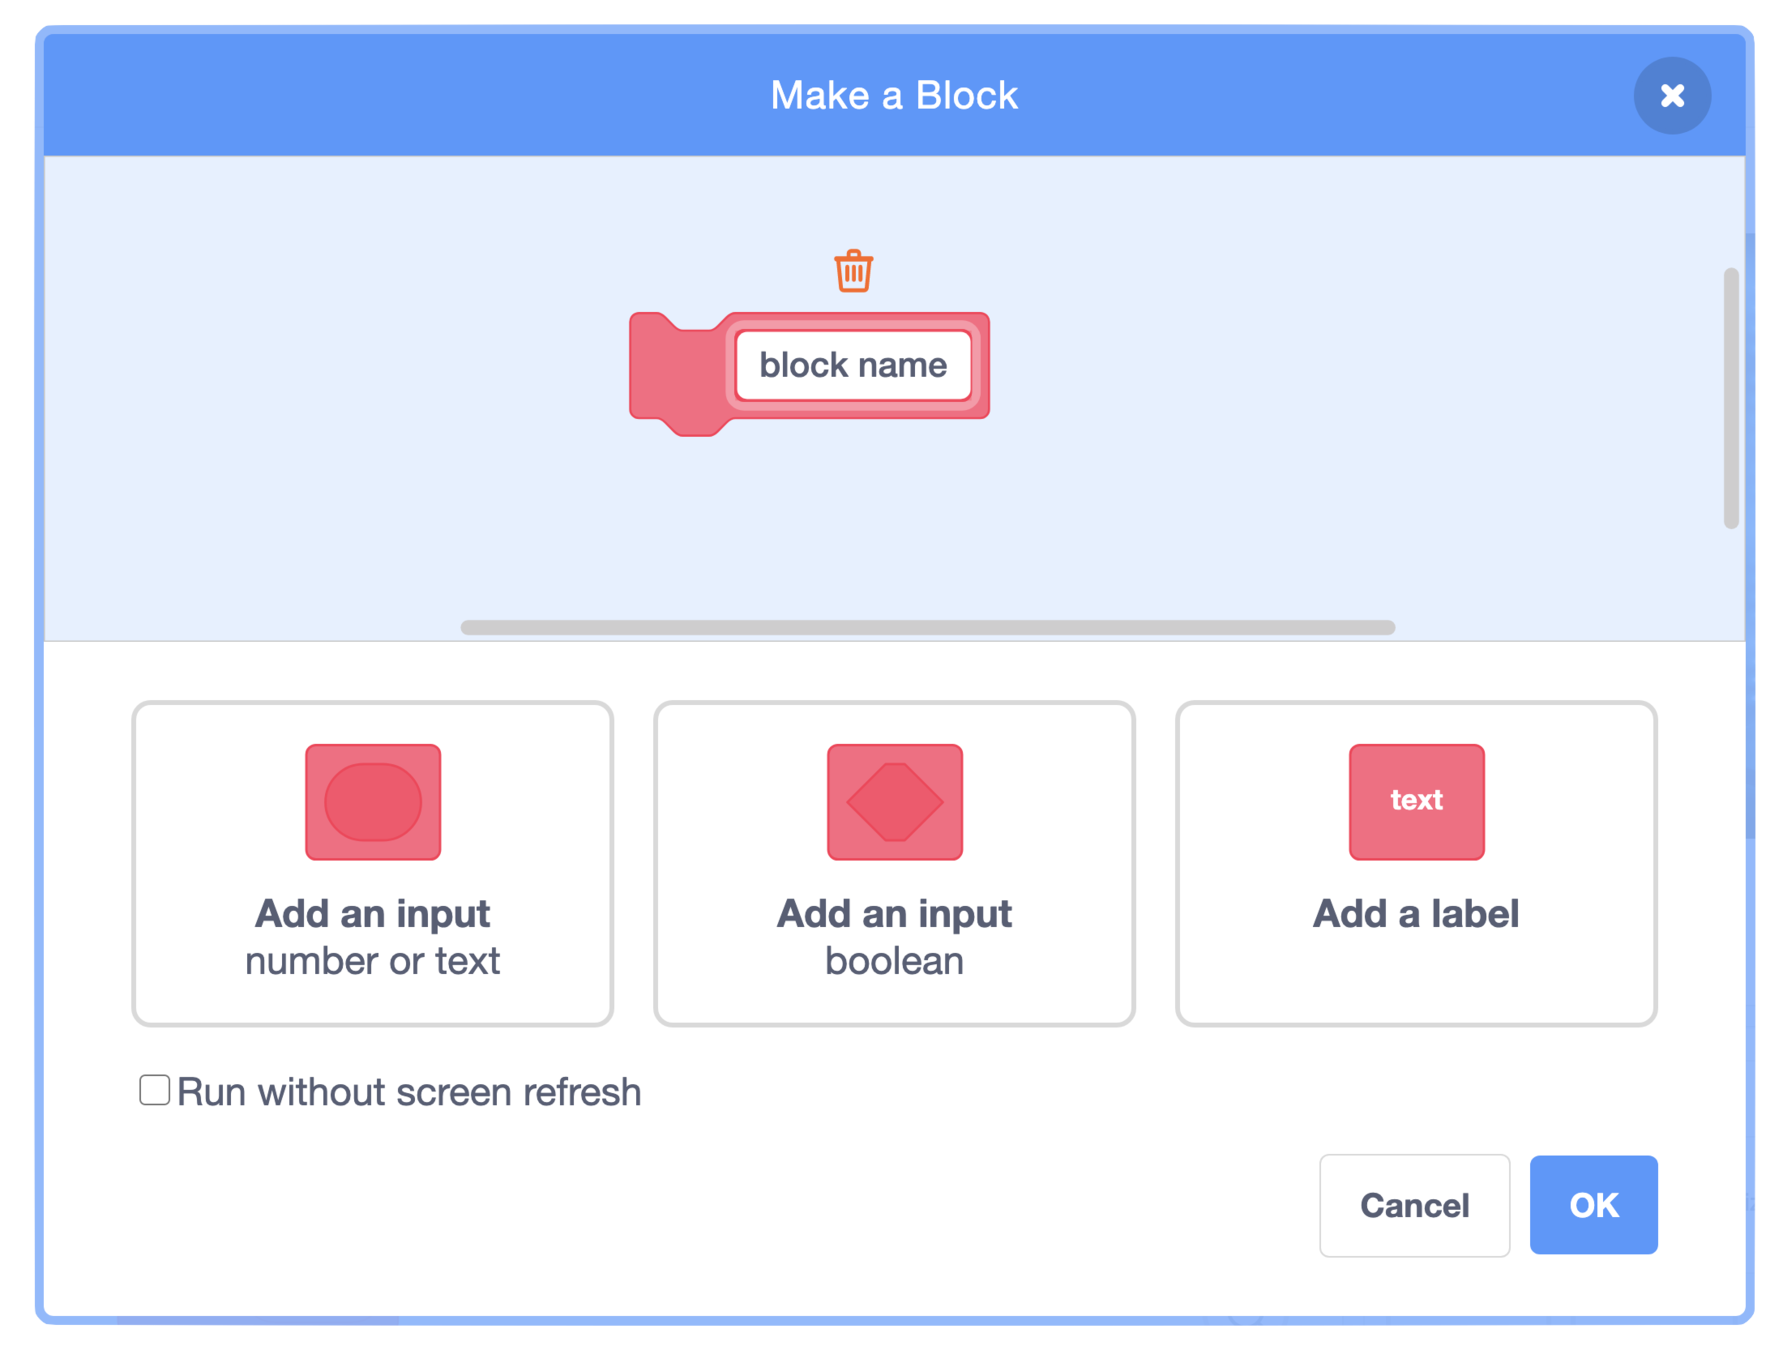 Make a Block
block name
text
Add an input
number or text
Add an input
boolean
Add a label
Run without screen refresh
Cancel
OK